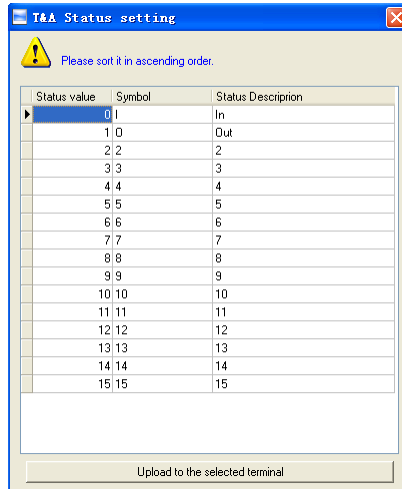 T&A Status setting
Please sort it in ascending order.
Status value Symbol Status Descriprion
0 I In
1 O Out
2 2 2
3 3 3
4 4 4
5 5 5
6 6 6
7 7 7
8 8 8
9 9 9
10 10 10
11 11 11
12 12 12
13 13 13
14 14 14
15 15 15
Upload to the selected terminal